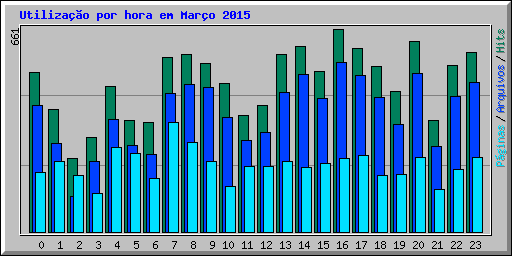 Utilização por hora em Março 2015
661
Páginas / Arquivos / Hits
0 1 2 3 4 5 6 7 8 9 10 11 12 13 14 15 16 17 18 19 20 21 22 23